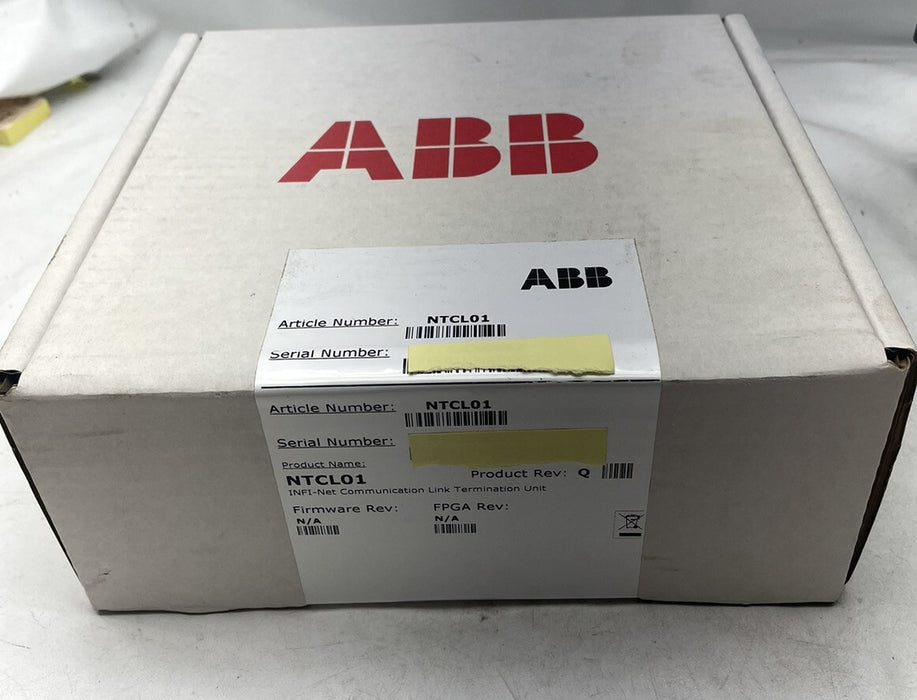 ABB
ABB
Article Number: NTCL01
Serial Number:
Article Number: NTCL01
Serial Number:
Product Name:
Product Rev: Q
NTCL01
INFI-Net Communication Link Termination Unit
Firmware Rev: FPGA Rev:
N/A N/A